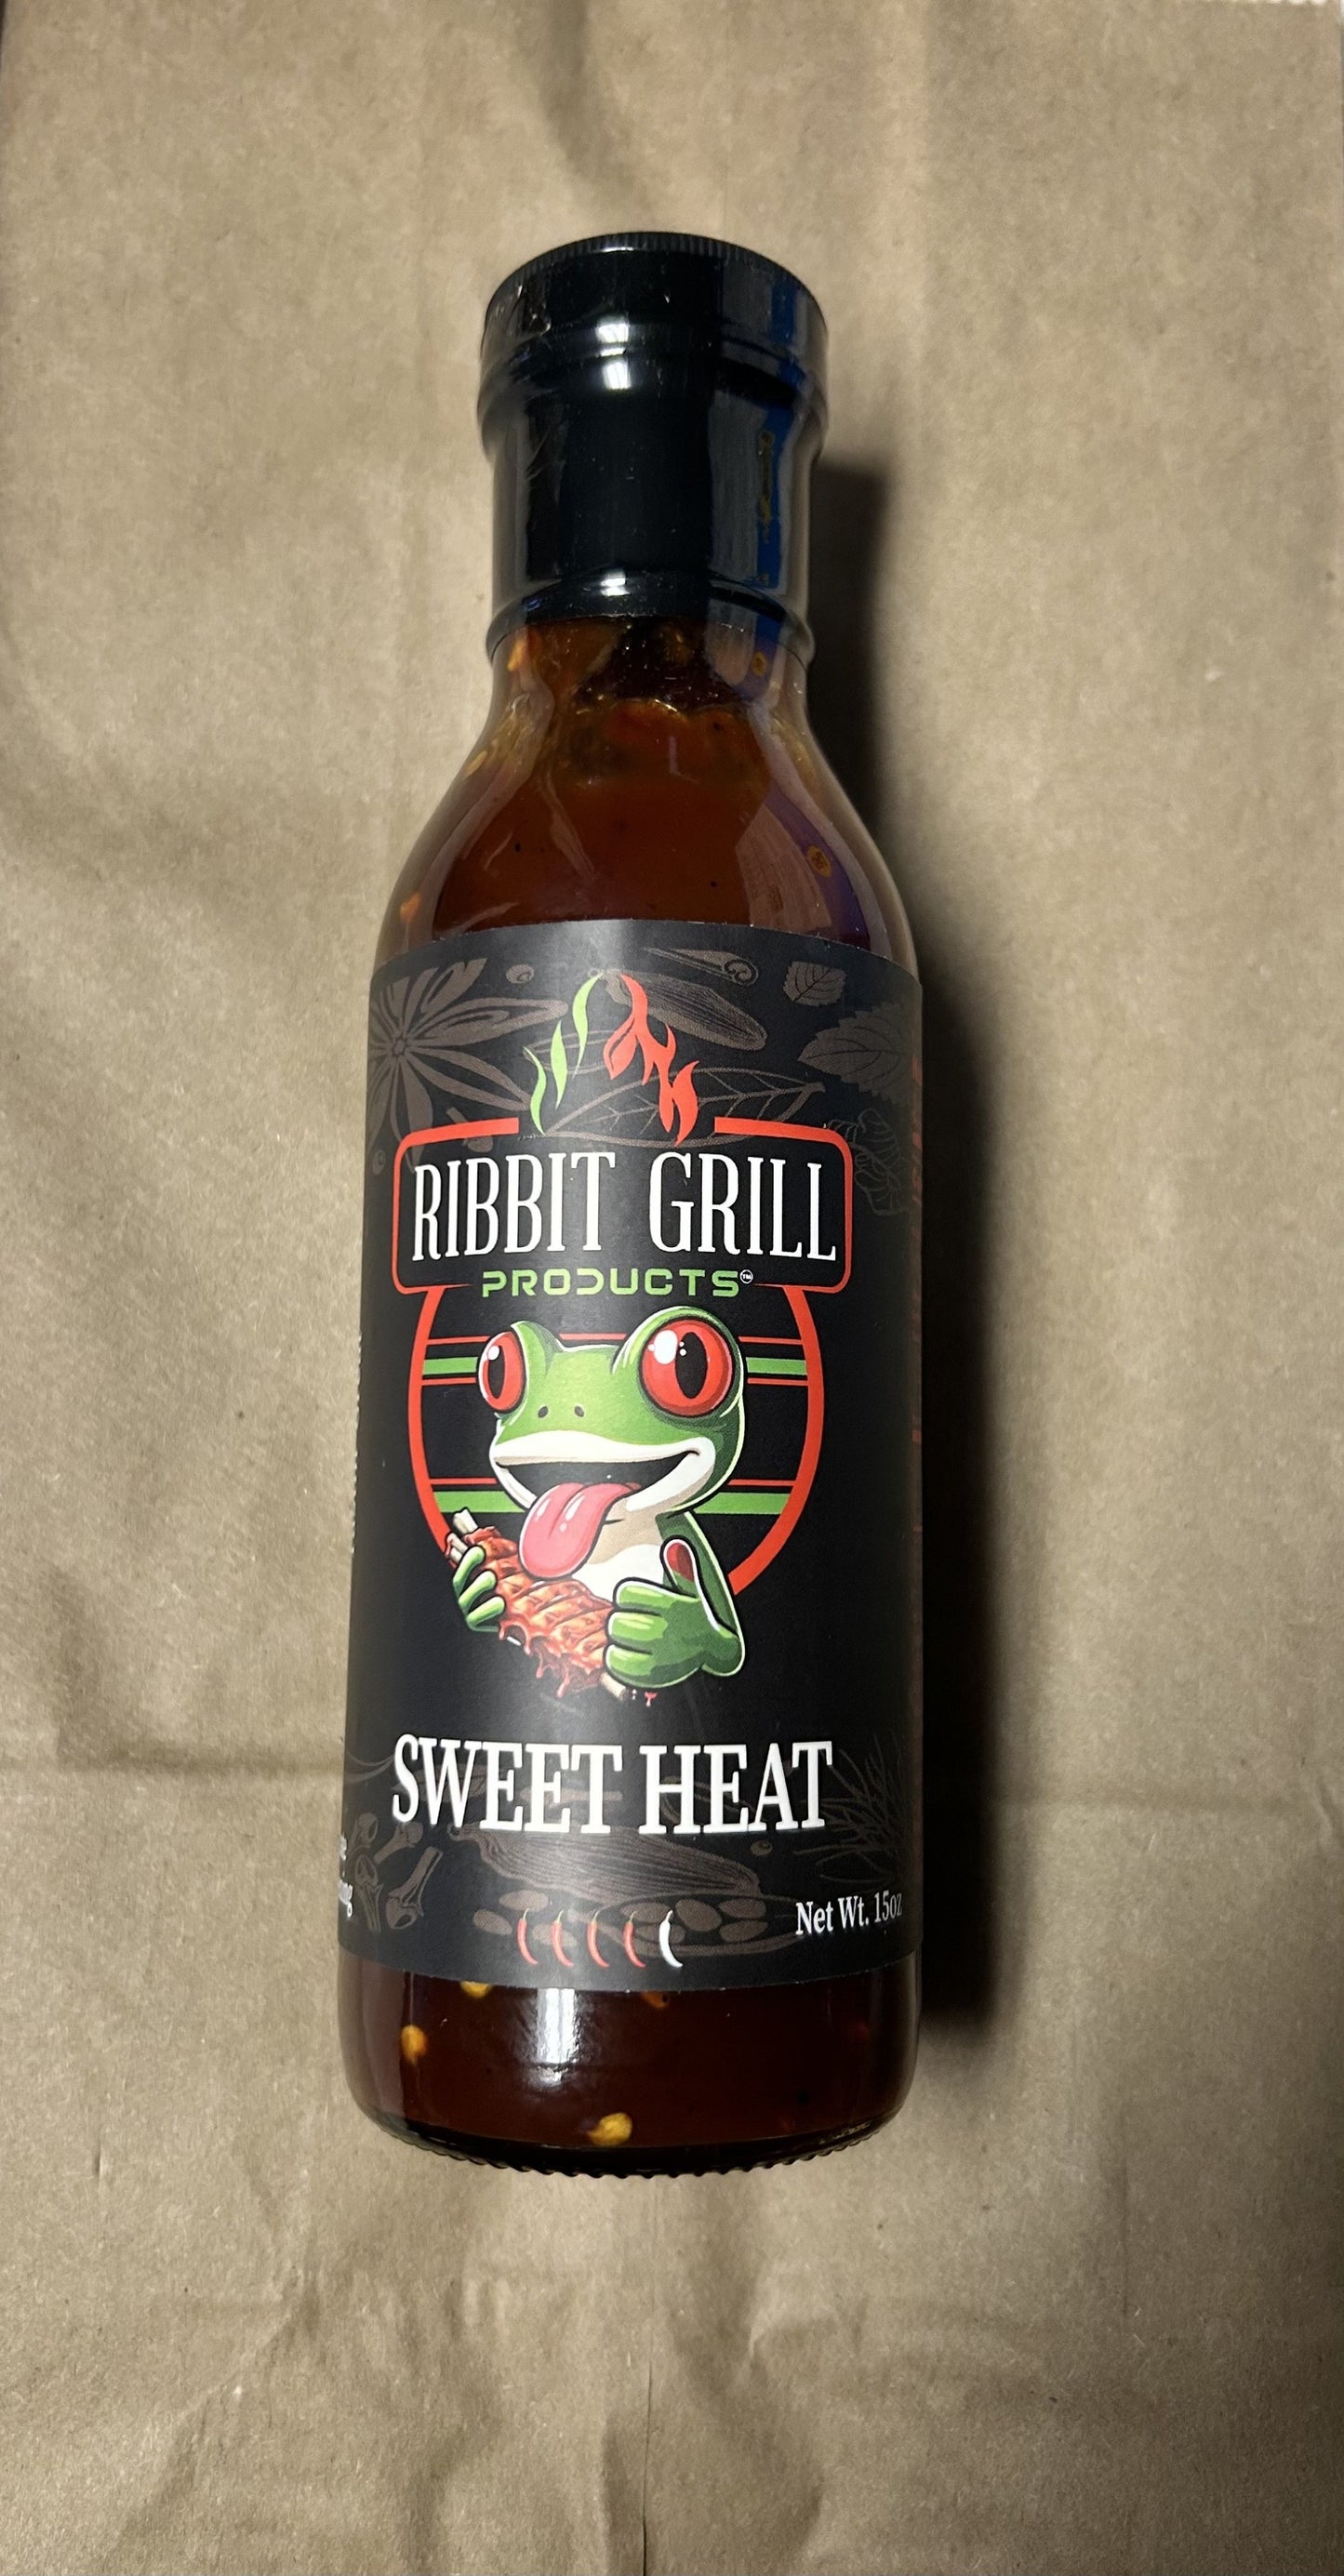 RIBBIT GRILL
PRODUCTS™
SWEET HEAT
Net Wt. 15oz